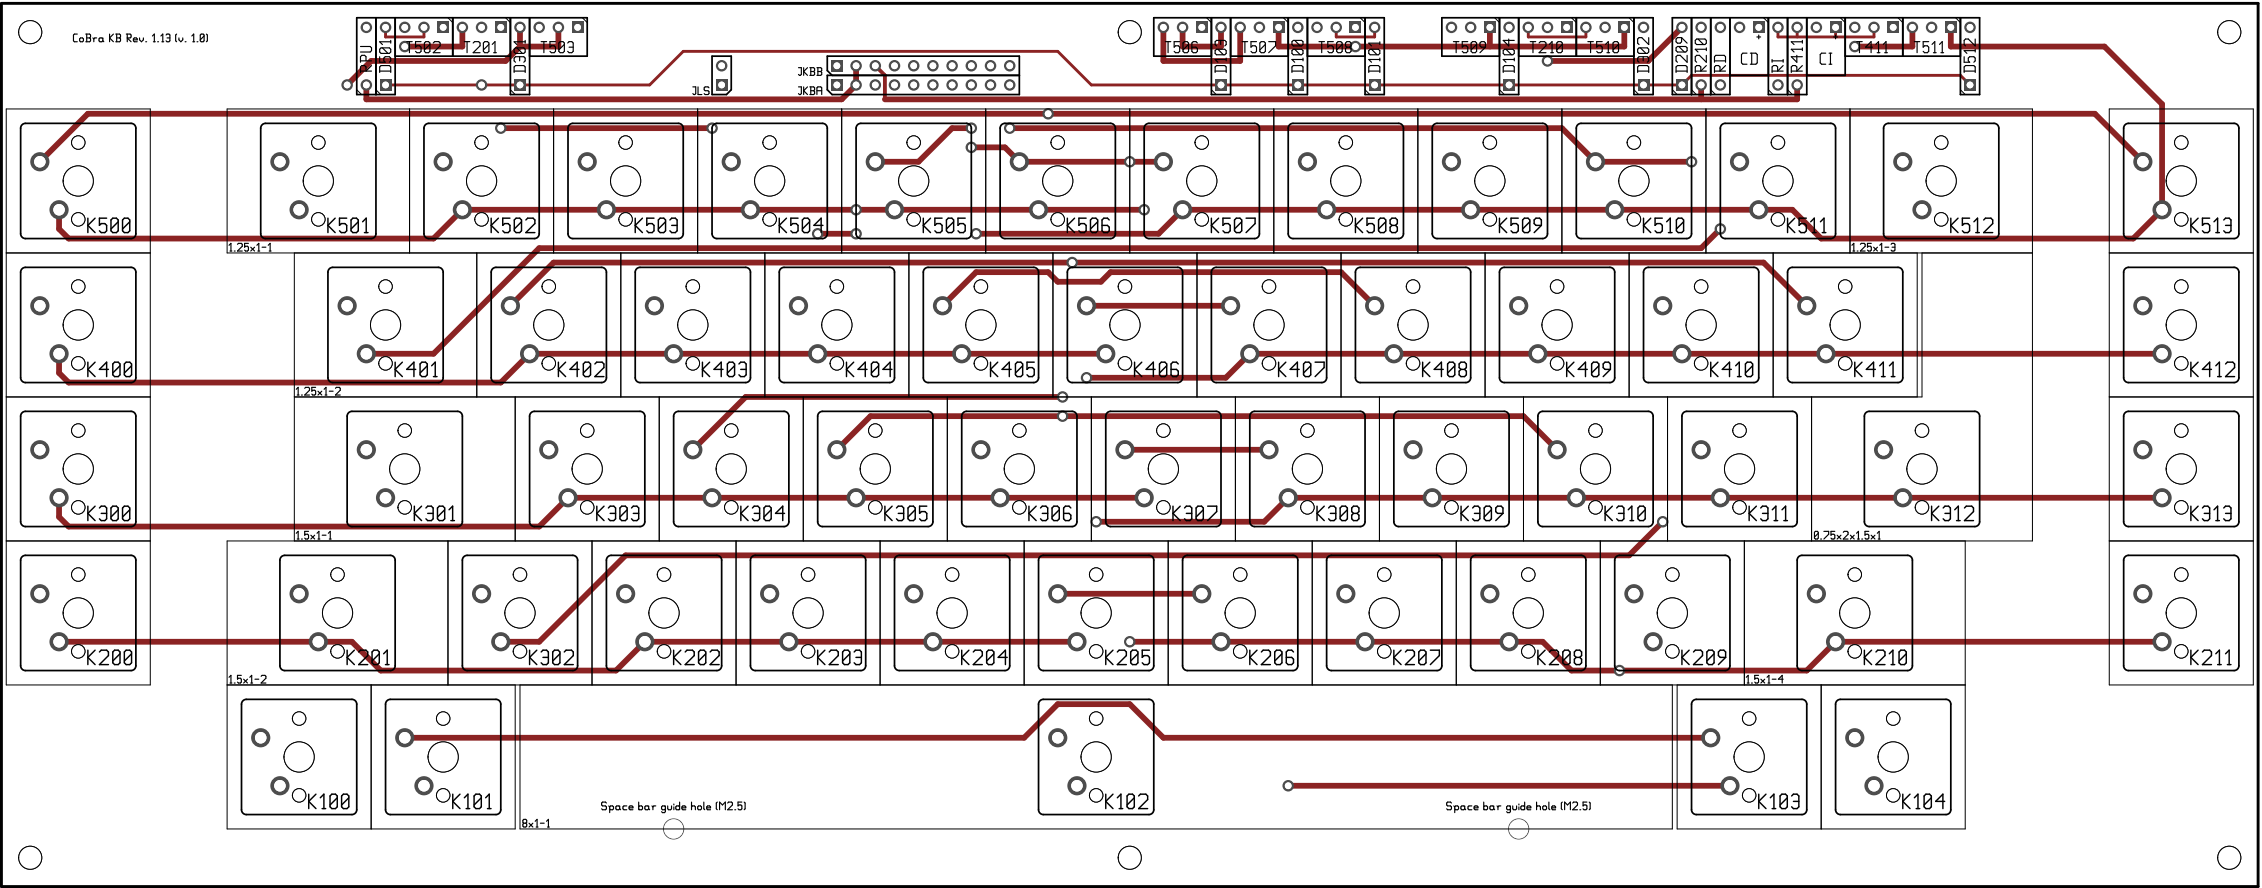 CoBra KB Rev. 1.13 (v. 1.0)
RPU D501 T502 T201 D301 T503
T506 D103 T507 D100 T508 D101
T509 D104 T210 T510 D302 D209 R210 RD CD + RI R411 CI + T411 T511 D512
JLS
JKBB
JKBA
K500 K501 K502 K503 K504 K505 K506 K507 K508 K509 K510 K511 K512 K513
1.25x1-1 1.25x1-3
K400 K401 K402 K403 K404 K405 K406 K407 K408 K409 K410 K411 K412
1.25x1-2
K300 K301 K303 K304 K305 K306 K307 K308 K309 K310 K311 K312 K313
1.5x1-1 0.75x2x1.5x1
K200 K201 K302 K202 K203 K204 K205 K206 K207 K208 K209 K210 K211
1.5x1-2 1.5x1-4
K100 K101 K102 K103 K104
Space bar guide hole (M2.5) Space bar guide hole (M2.5)
8x1-1